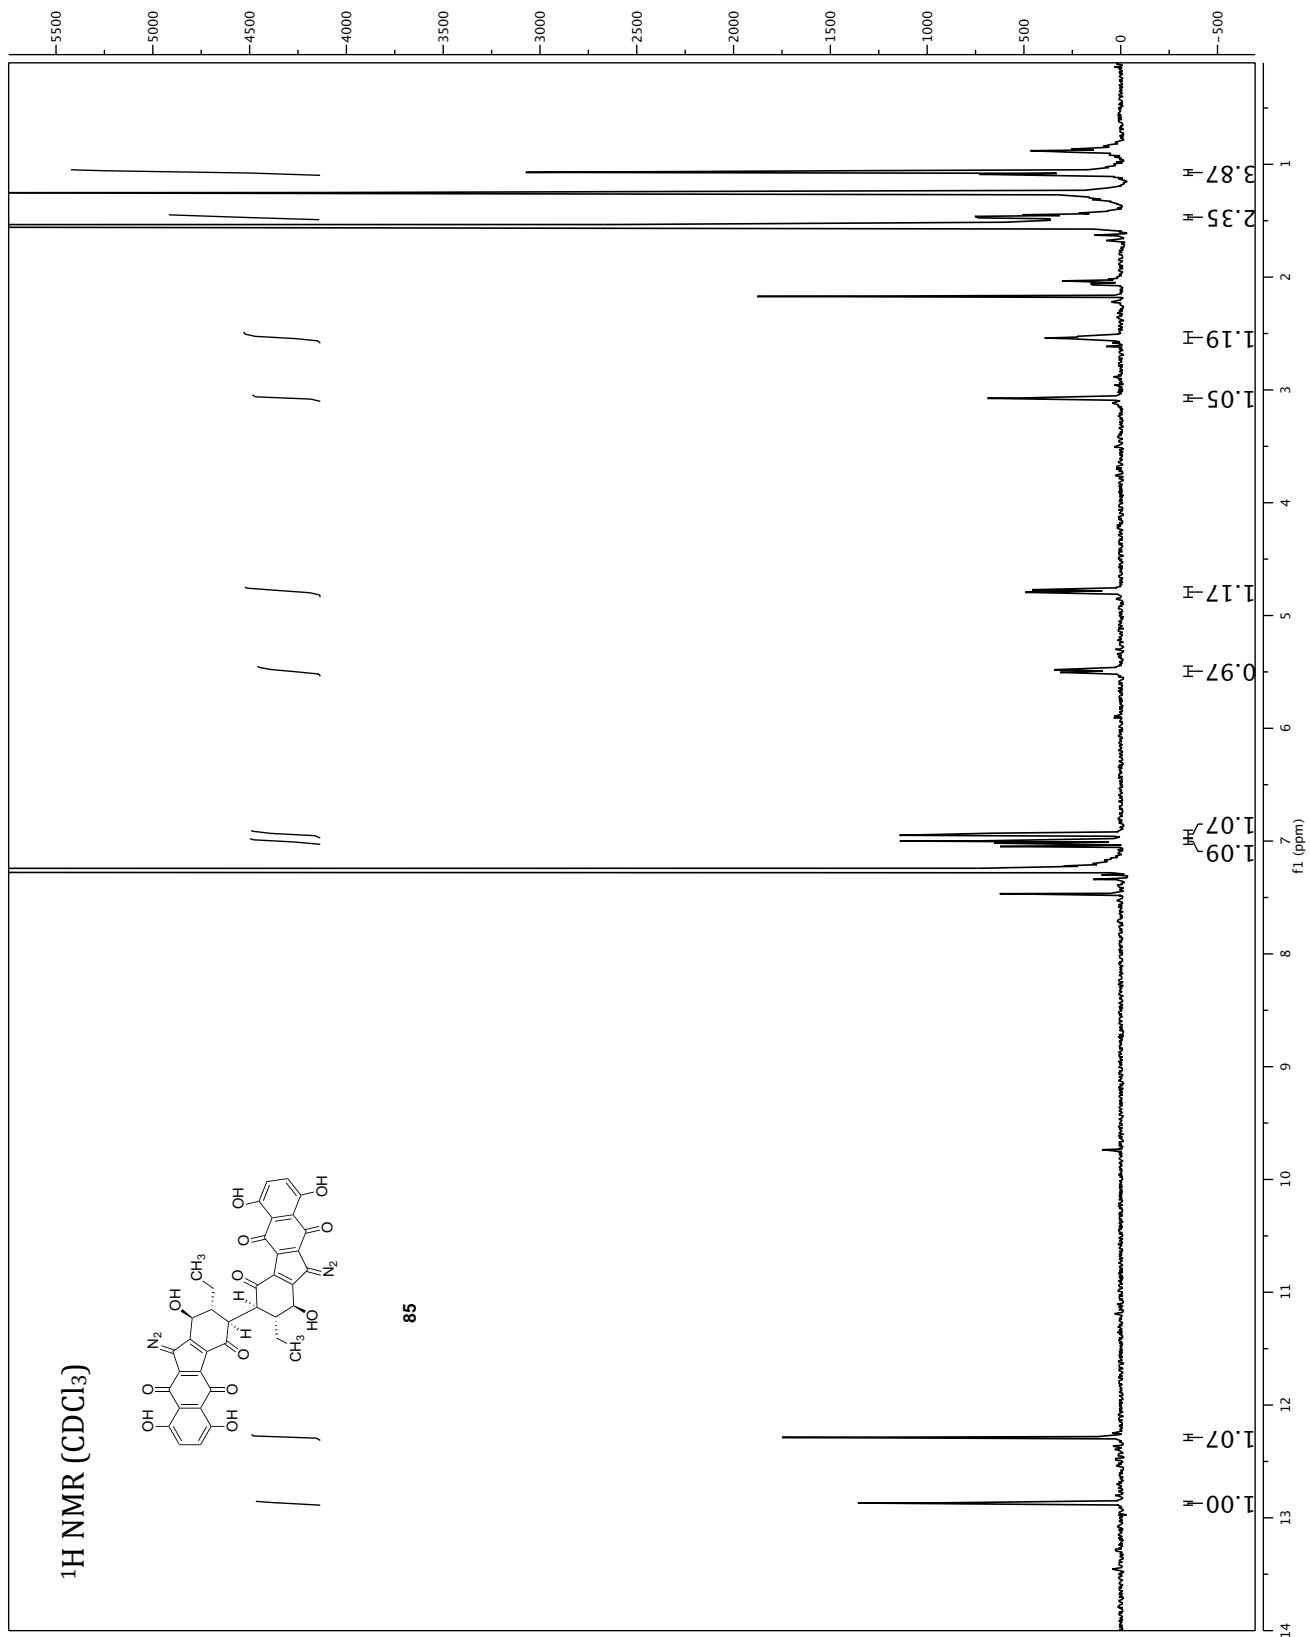 ¹H NMR (CDCl₃)
N₂
OH
O
OH
CH₃
O
OH
H
H
O
O
OH
HO
CH₃
O
OH
N₂
O
85
5500
5000
4500
4000
3500
3000
2500
2000
1500
1000
500
0
−500
1.00
1.07
1.09
1.07
0.97
1.17
1.05
1.19
2.35
3.87
14
13
12
11
10
9
8
7
6
5
4
3
2
1
f1 (ppm)